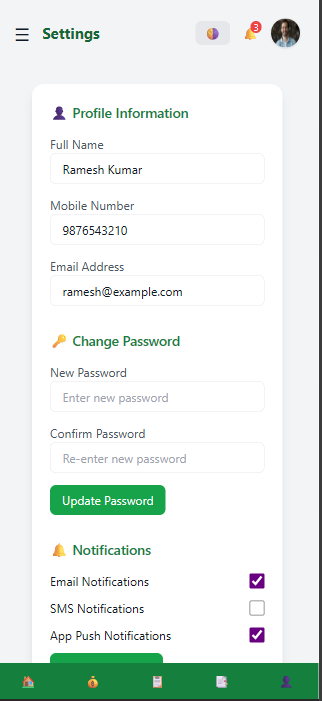 ☰ Settings 3
Profile Information
Full Name
Ramesh Kumar
Mobile Number
9876543210
Email Address
ramesh@example.com
Change Password
New Password
Enter new password
Confirm Password
Re-enter new password
Update Password
Notifications
Email Notifications
SMS Notifications
App Push Notifications